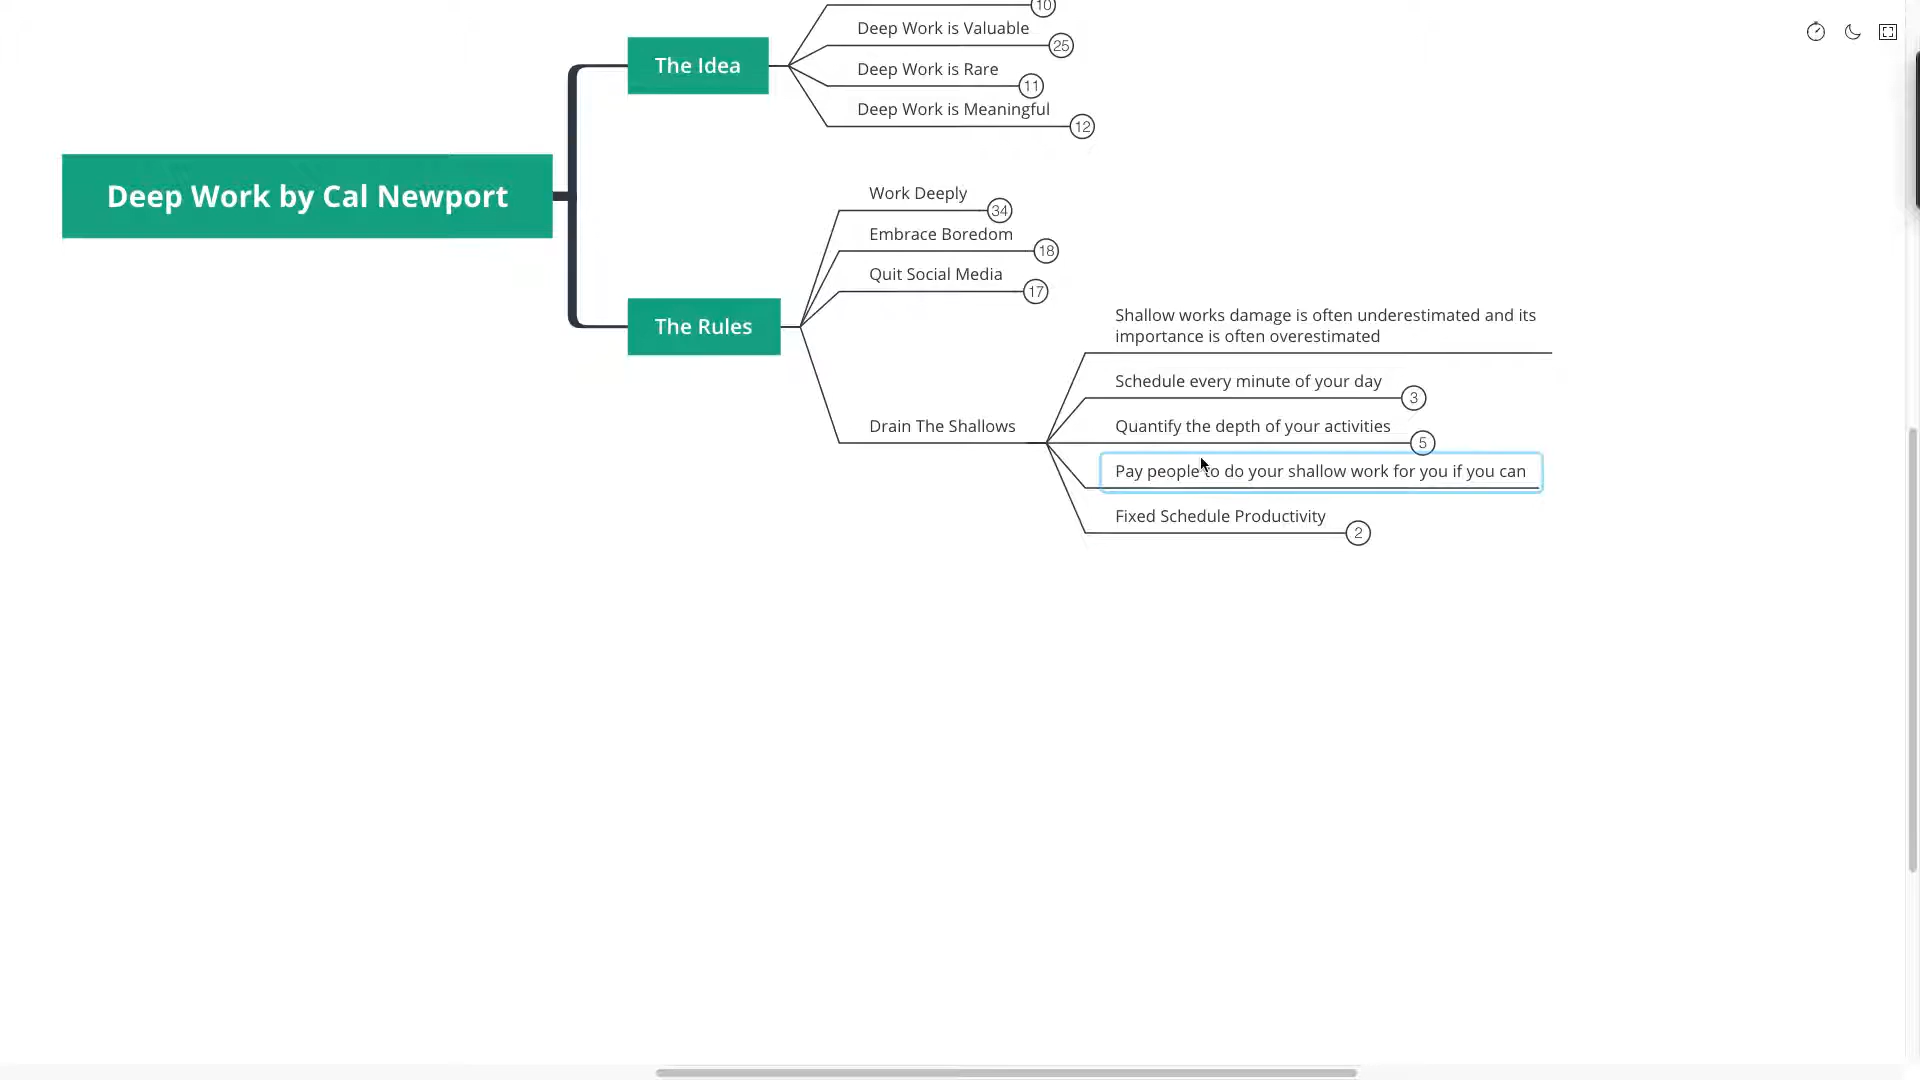 10
Deep Work is Valuable
25
The Idea
Deep Work is Rare
11
Deep Work is Meaningful
12
Deep Work by Cal Newport
Work Deeply
34
Embrace Boredom
18
Quit Social Media
17
The Rules
Shallow works damage is often underestimated and its
importance is often overestimated
Schedule every minute of your day
3
Drain The Shallows
Quantify the depth of your activities
5
Pay people to do your shallow work for you if you can
Fixed Schedule Productivity
2